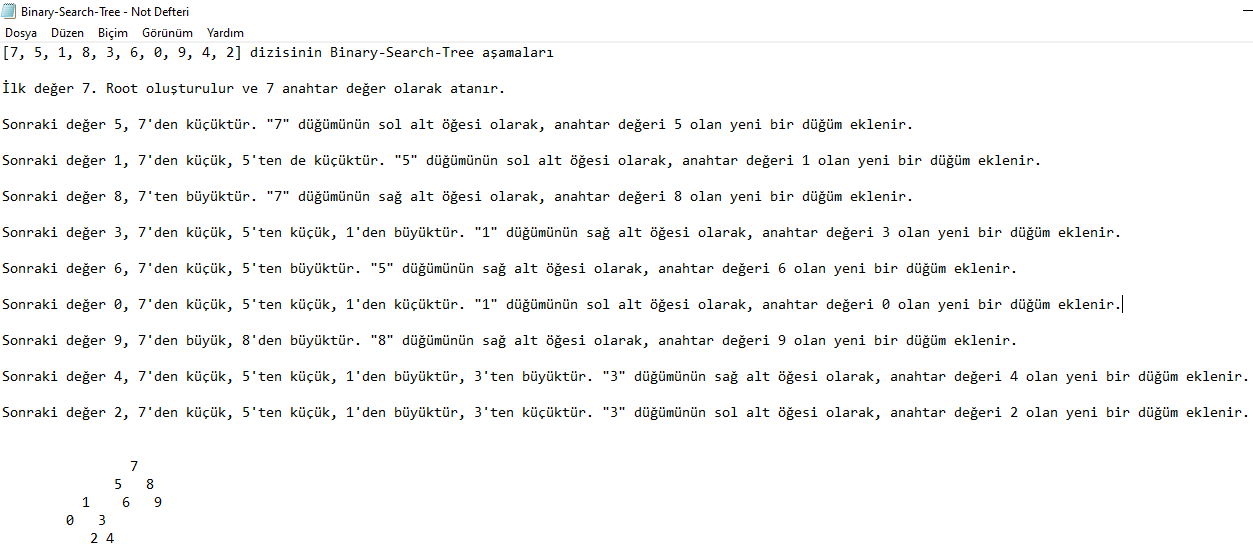 Binary-Search-Tree - Not Defteri
Dosya Düzen Biçim Görünüm Yardım
[7, 5, 1, 8, 3, 6, 0, 9, 4, 2] dizisinin Binary-Search-Tree aşamaları
İlk değer 7. Root oluşturulur ve 7 anahtar değer olarak atanır.
Sonraki değer 5, 7'den küçüktür. "7" düğümünün sol alt öğesi olarak, anahtar değeri 5 olan yeni bir düğüm eklenir.
Sonraki değer 1, 7'den küçük, 5'ten de küçüktür. "5" düğümünün sol alt öğesi olarak, anahtar değeri 1 olan yeni bir düğüm eklenir.
Sonraki değer 8, 7'ten büyüktür. "7" düğümünün sağ alt öğesi olarak, anahtar değeri 8 olan yeni bir düğüm eklenir.
Sonraki değer 3, 7'den küçük, 5'ten küçük, 1'den büyüktür. "1" düğümünün sağ alt öğesi olarak, anahtar değeri 3 olan yeni bir düğüm eklenir.
Sonraki değer 6, 7'den küçük, 5'ten büyüktür. "5" düğümünün sağ alt öğesi olarak, anahtar değeri 6 olan yeni bir düğüm eklenir.
Sonraki değer 0, 7'den küçük, 5'ten küçük, 1'den küçüktür. "1" düğümünün sol alt öğesi olarak, anahtar değeri 0 olan yeni bir düğüm eklenir.
Sonraki değer 9, 7'den büyük, 8'den büyüktür. "8" düğümünün sağ alt öğesi olarak, anahtar değeri 9 olan yeni bir düğüm eklenir.
Sonraki değer 4, 7'den küçük, 5'ten küçük, 1'den büyüktür, 3'ten büyüktür. "3" düğümünün sağ alt öğesi olarak, anahtar değeri 4 olan yeni bir düğüm eklenir.
Sonraki değer 2, 7'den küçük, 5'ten küçük, 1'den büyüktür, 3'ten küçüktür. "3" düğümünün sol alt öğesi olarak, anahtar değeri 2 olan yeni bir düğüm eklenir.
7
5 8
1 6 9
0 3
2 4